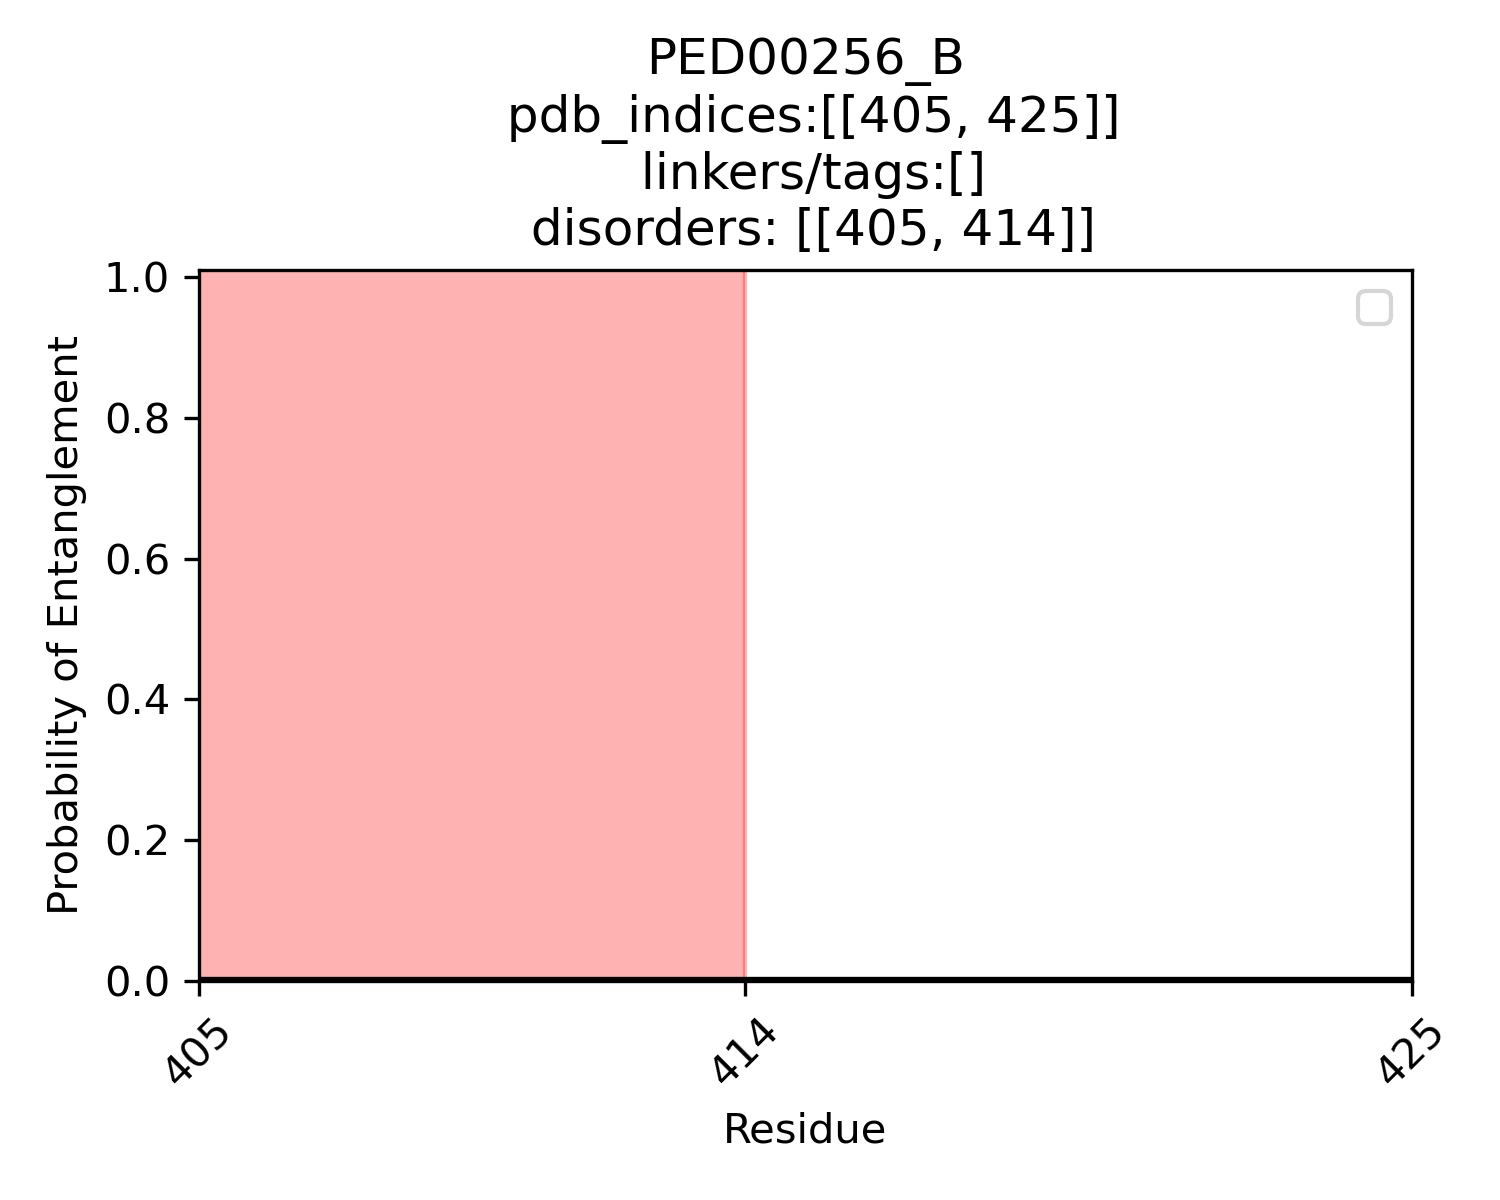 PED00256_B
pdb_indices:[[405, 425]]
linkers/tags:[]
disorders: [[405, 414]]
1.0
0.8
0.6
0.4
0.2
0.0
Probability of Entanglement
405
414
425
Residue